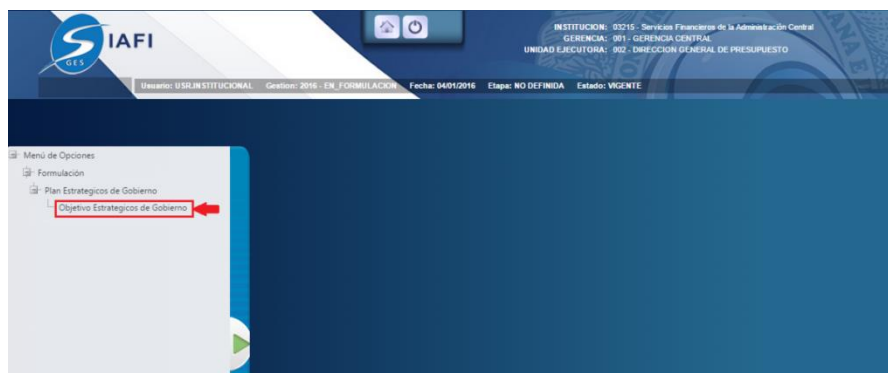 SIAFI
GES
INSTITUCION: 03215 - Servicios Financieros de la Administración Central
GERENCIA: 001 - GERENCIA CENTRAL
UNIDAD EJECUTORA: 002 - DIRECCION GENERAL DE PRESUPUESTO
Usuario: USR.INSTITUCIONAL Gestion: 2016 - EN_FORMULACION Fecha: 04/01/2016 Etapa: NO DEFINIDA Estado: VIGENTE
Menú de Opciones
Formulación
Plan Estrategicos de Gobierno
Objetivo Estrategicos de Gobierno